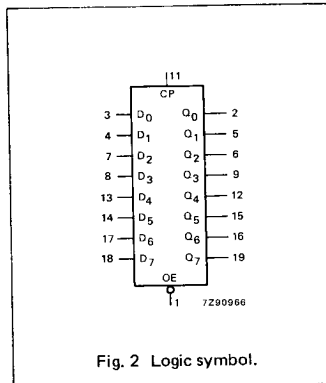 11
CP
3 D0 Q0 2
4 D1 Q1 5
7 D2 Q2 6
8 D3 Q3 9
13 D4 Q4 12
14 D5 Q5 15
17 D6 Q6 16
18 D7 Q7 19
OE
1 7Z90966
Fig. 2 Logic symbol.